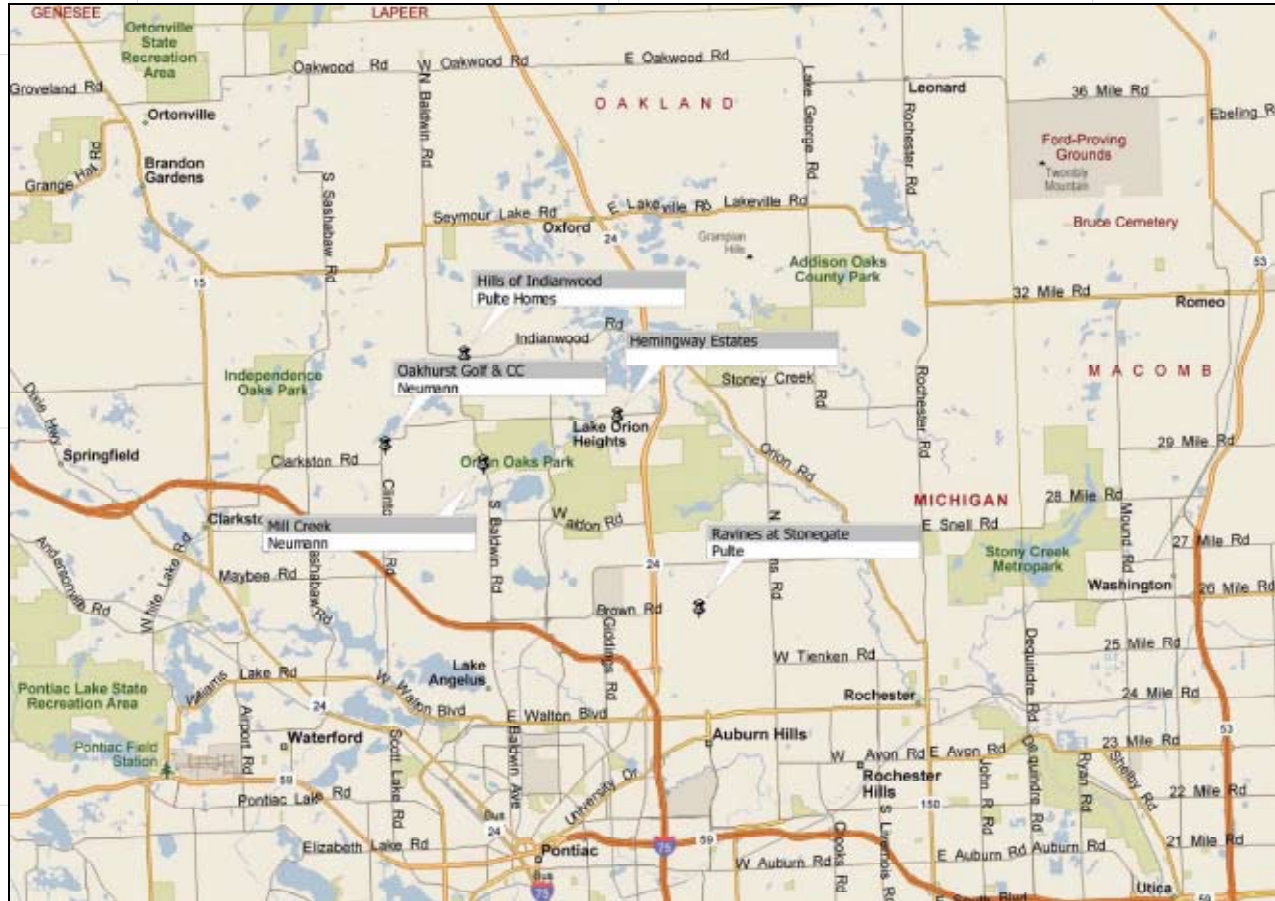 GENESEE
LAPEER
Ortonville
State
Recreation
Area
Oakwood Rd
W Oakwood Rd
E Oakwood Rd
Groveland Rd
N Baldwin Rd
Lake George Rd
Leonard
Rochester Rd
36 Mile Rd
Ebeling R
OAKLAND
Ortonville
Ford-Proving
Grounds
Twombly
Mountain
Brandon
Gardens
Grange Hall Rd
S Sashabaw Rd
Seymour Lake Rd
E Lakeville Rd
Lakeville Rd
Oxford
24
Grampian
Hills
Bruce Cemetery
Addison Oaks
County Park
53
15
32 Mile Rd
Romeo
Hills of Indianwood
Pulte Homes
Indianwood Rd
Hemingway Estates
Oakhurst Golf & CC
Neumann
Independence
Oaks Park
Stoney Creek
MACOMB
Dixie Hwy
Lake Orion
Heights
Rochester Rd
29 Mile Rd
Springfield
Clarkston Rd
Orion Oaks Park
Orion Rd
MICHIGAN
28 Mile Rd
Mound Rd
Clarksto
Mill Creek
Neumann
S Baldwin Rd
Waldon Rd
Ravines at Stonegate
Pulte
E Snell Rd
27 Mile Rd
Stony Creek
Metropark
Washington
26 Mile Rd
White Lake Rd
Maybee Rd
24
Brown Rd
Giddings Rd
25 Mile Rd
W Tienken Rd
Dequindre Rd
Lake
Angelus
Pontiac Lake State
Recreation Area
Williams Lake Rd
24
W Walton Blvd
E Walton Blvd
Rochester
24 Mile Rd
Airport Rd
Waterford
Scott Lake Rd
E Baldwin Ave
Auburn Hills
53
Pontiac Field
Station
59
W Avon Rd
E Avon Rd
23 Mile Rd
Rochester
Hills
University Dr
John R Rd
Dequindre Rd
Ryan Rd
Shelby Rd
Pontiac Lake Rd
150
22 Mile Rd
Bus
24
Elizabeth Lake Rd
Pontiac
75
59
Crooks Rd
S Livernois Rd
21 Mile Rd
W Auburn Rd
E Auburn Rd
Auburn Rd
Bus
75
E South Blvd
Utica
59